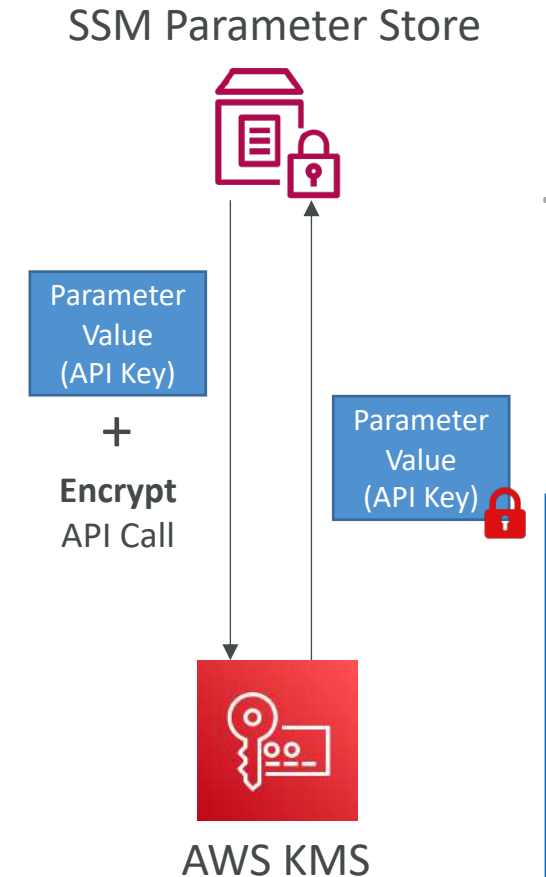 SSM Parameter Store
Parameter
Value
(API Key)
+
Encrypt
API Call
Parameter
Value
(API Key)
AWS KMS